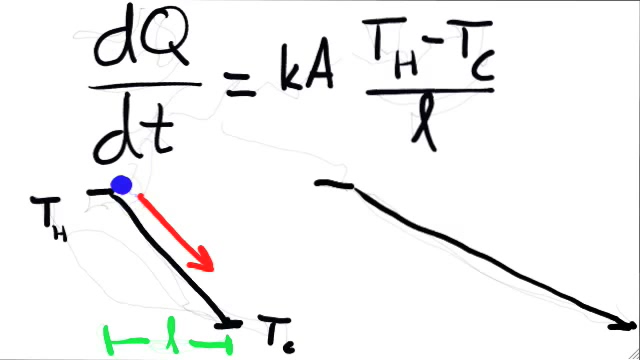 dQ/dt = kA (T_H - T_C)/l
T_H
T_C
l